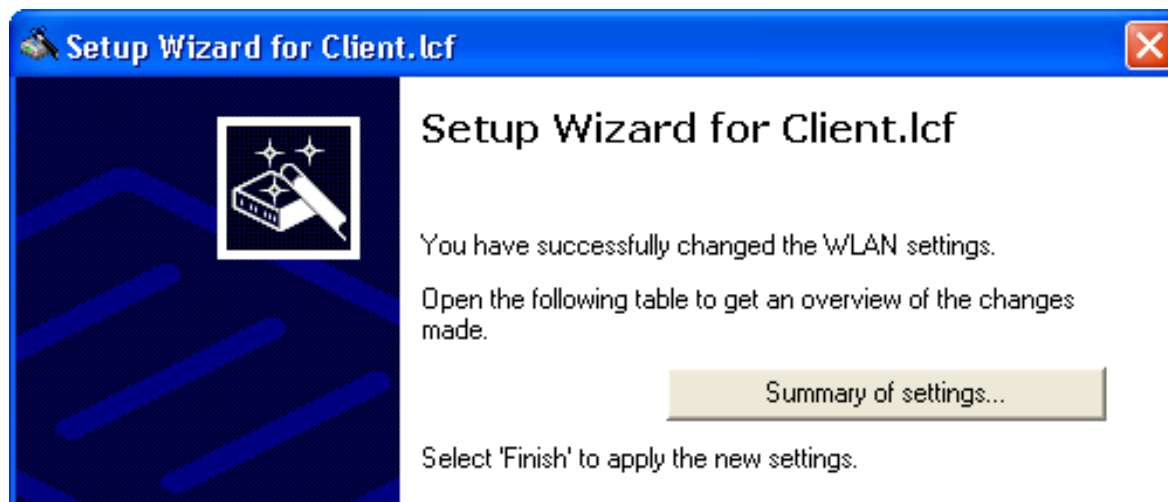 Setup Wizard for Client.lcf
Setup Wizard for Client.lcf
You have successfully changed the WLAN settings.
Open the following table to get an overview of the changes
made.
Summary of settings...
Select 'Finish' to apply the new settings.